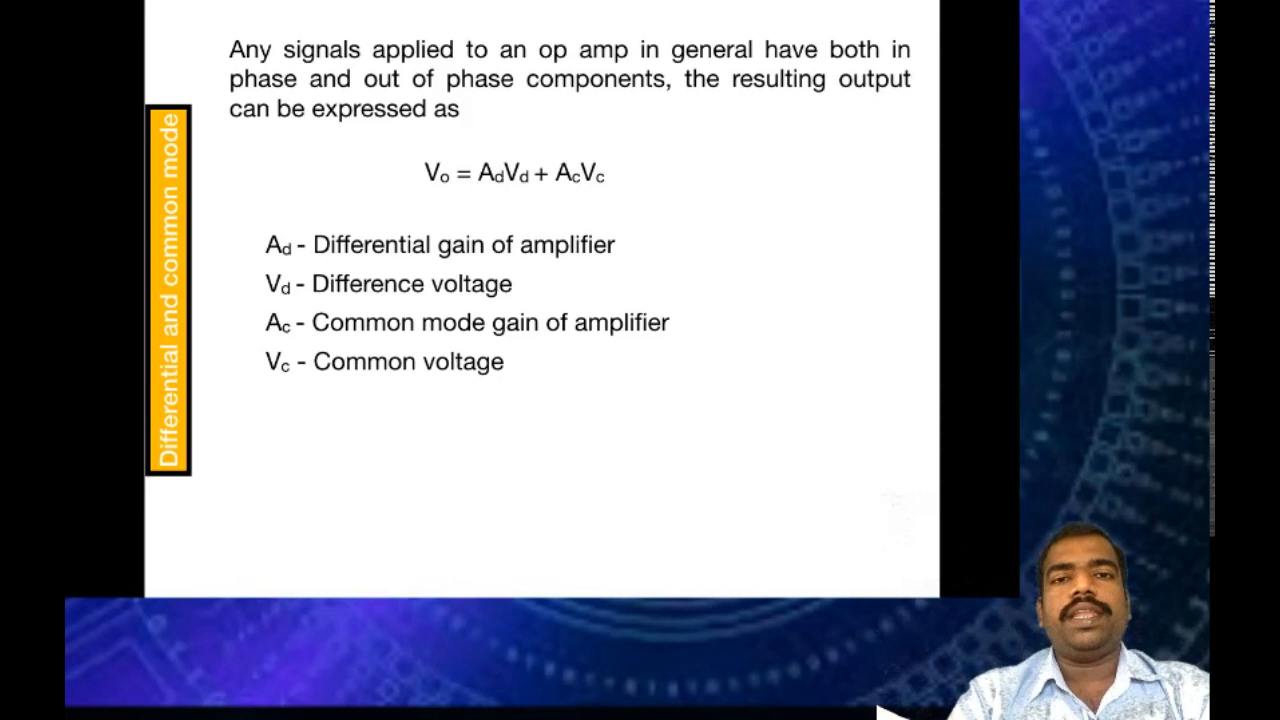 Any signals applied to an op amp in general have both in
phase and out of phase components, the resulting output
can be expressed as
Vₒ = AdVd + AcVc
Ad - Differential gain of amplifier
Vd - Difference voltage
Ac - Common mode gain of amplifier
Vc - Common voltage
Differential and common mode